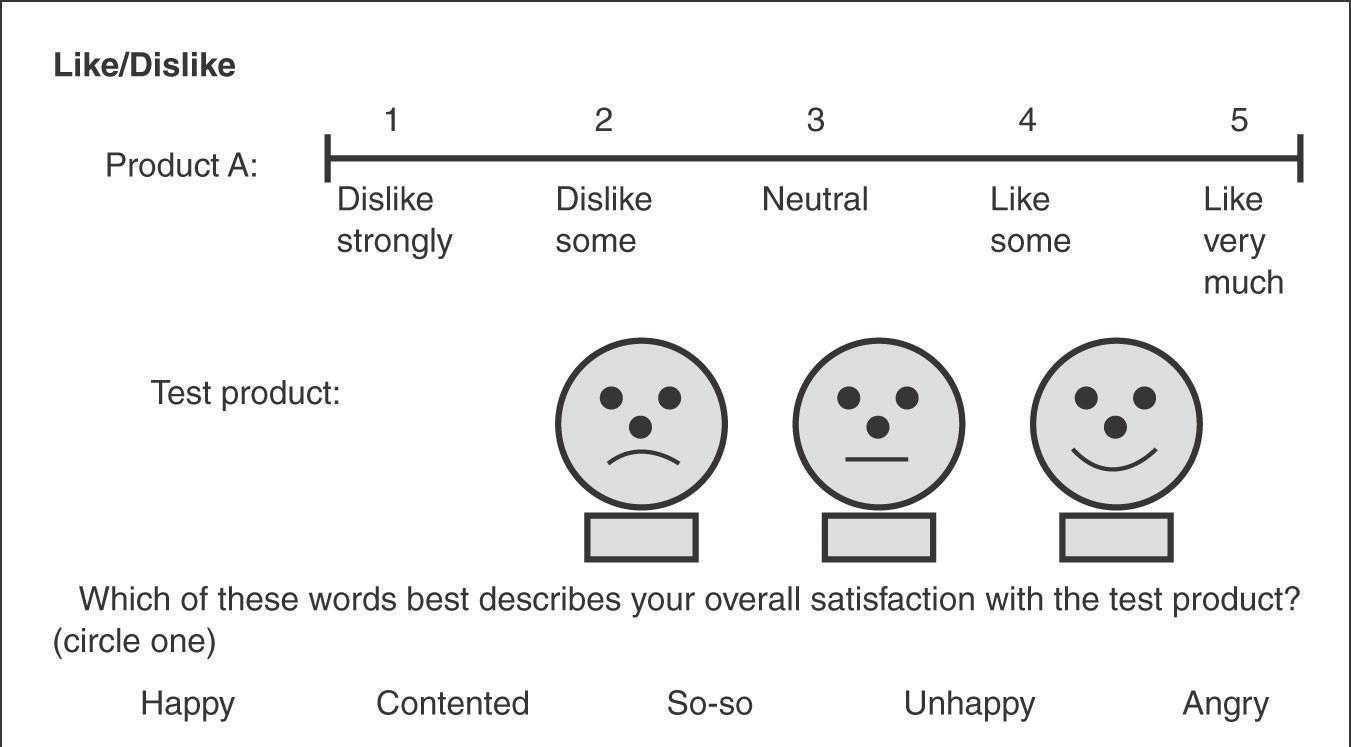 Like/Dislike
1 2 3 4 5
Product A:
Dislike strongly
Dislike some
Neutral
Like some
Like very much
Test product:
Which of these words best describes your overall satisfaction with the test product?
(circle one)
Happy Contented So-so Unhappy Angry